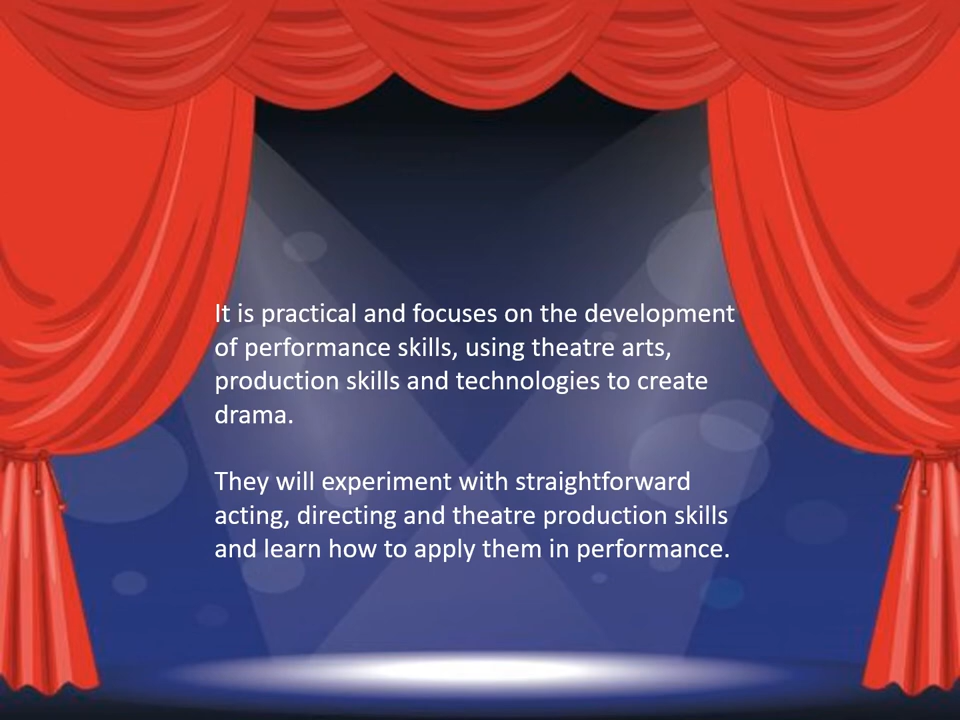 It is practical and focuses on the development
of performance skills, using theatre arts,
production skills and technologies to create
drama.
They will experiment with straightforward
acting, directing and theatre production skills
and learn how to apply them in performance.